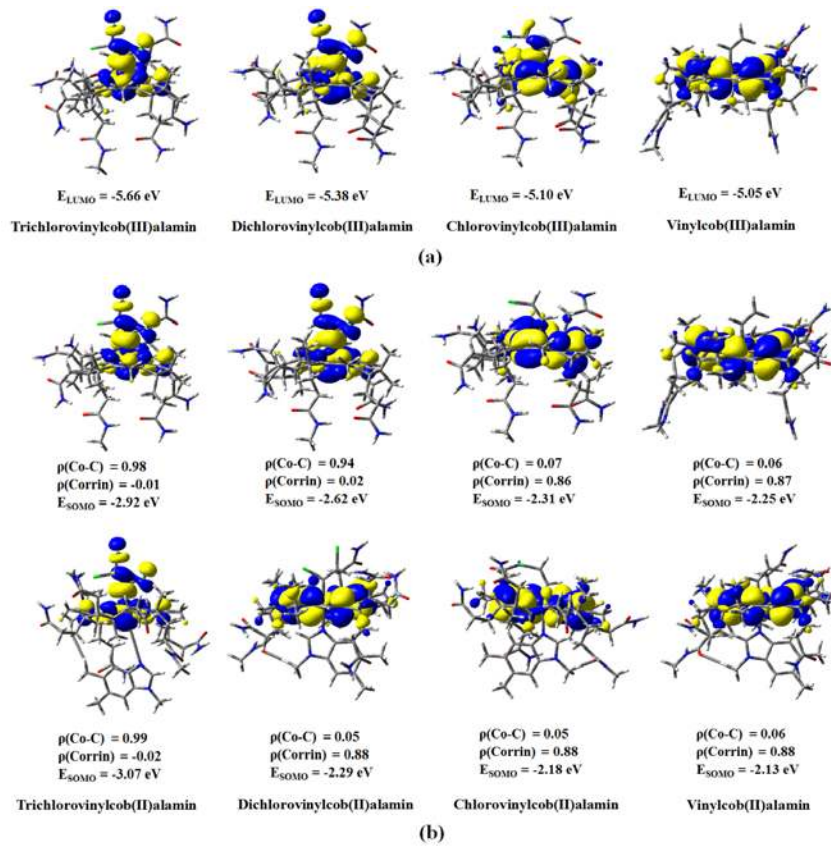 E_LUMO = -5.66 eV E_LUMO = -5.38 eV E_LUMO = -5.10 eV E_LUMO = -5.05 eV
Trichlorovinylcob(III)alamin Dichlorovinylcob(III)alamin Chlorovinylcob(III)alamin Vinylcob(III)alamin
(a)
ρ(Co-C) = 0.98 ρ(Co-C) = 0.94 ρ(Co-C) = 0.07 ρ(Co-C) = 0.06
ρ(Corrin) = -0.01 ρ(Corrin) = 0.02 ρ(Corrin) = 0.86 ρ(Corrin) = 0.87
E_SOMO = -2.92 eV E_SOMO = -2.62 eV E_SOMO = -2.31 eV E_SOMO = -2.25 eV
ρ(Co-C) = 0.99 ρ(Co-C) = 0.05 ρ(Co-C) = 0.05 ρ(Co-C) = 0.06
ρ(Corrin) = -0.02 ρ(Corrin) = 0.88 ρ(Corrin) = 0.88 ρ(Corrin) = 0.88
E_SOMO = -3.07 eV E_SOMO = -2.29 eV E_SOMO = -2.18 eV E_SOMO = -2.13 eV
Trichlorovinylcob(II)alamin Dichlorovinylcob(II)alamin Chlorovinylcob(II)alamin Vinylcob(II)alamin
(b)